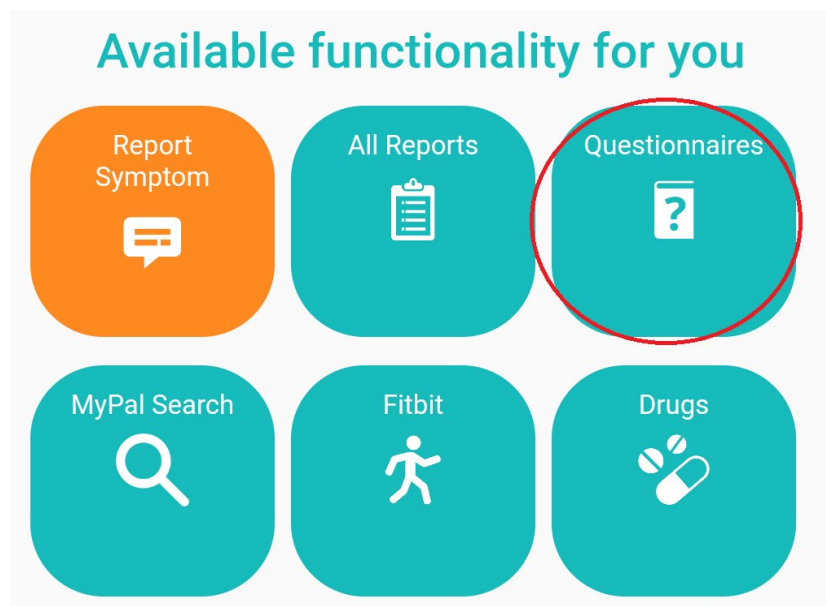 Available functionality for you
Report
Symptom
All Reports
Questionnaires
?
MyPal Search
Fitbit
Drugs